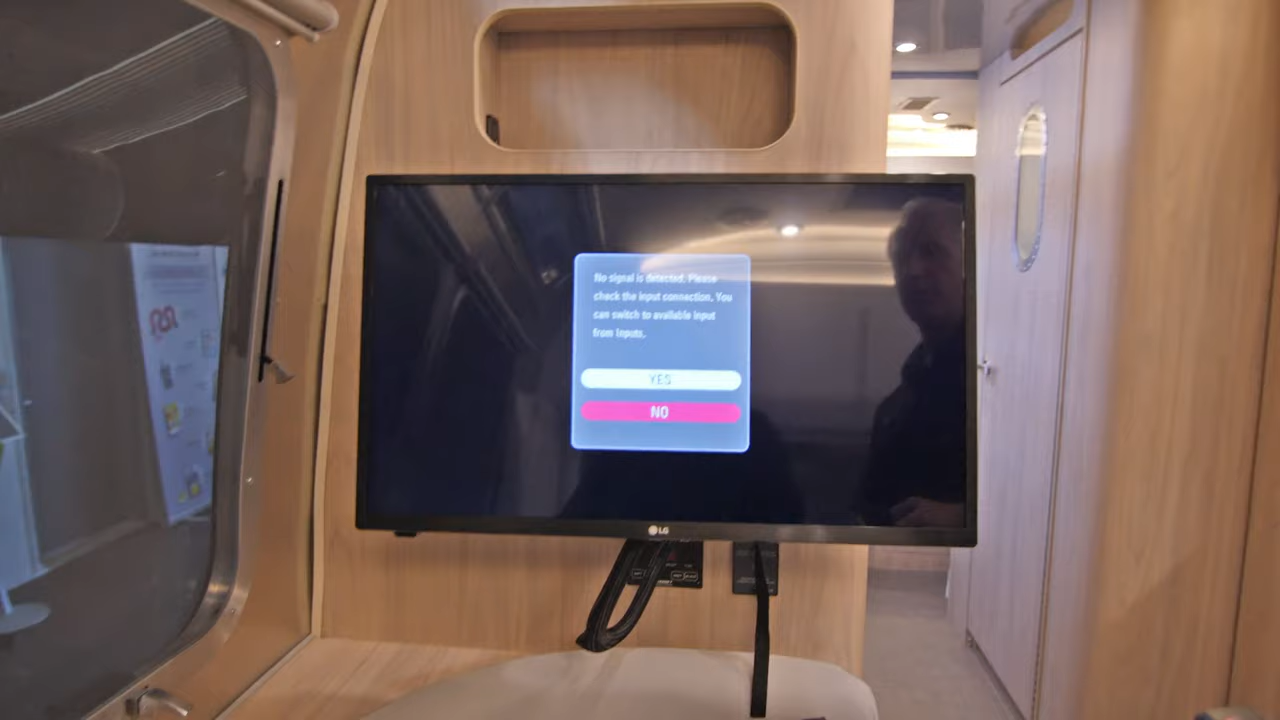 No signal is detected. Please
check the input connection. You
can switch to available input
from Inputs.
YES
NO
LG